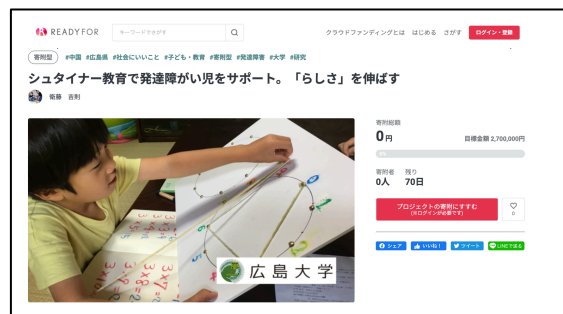 READYFOR
キーワードでさがす
クラウドファンディングとは はじめる さがす ログイン・登録
寄附型 #中国 #広島県 #社会にいいこと #子ども・教育 #寄附型 #発達障害 #大学 #研究
シュタイナー教育で発達障がい児をサポート。「らしさ」を伸ばす
衛藤 吉則
寄附総額
0円
目標金額 2,700,000円
0%
寄附者 残り
0人 70日
プロジェクトの寄附にすすむ
(※ログインが必要です)
0
シェア いいね! ツイート LINEで送る
広島大学